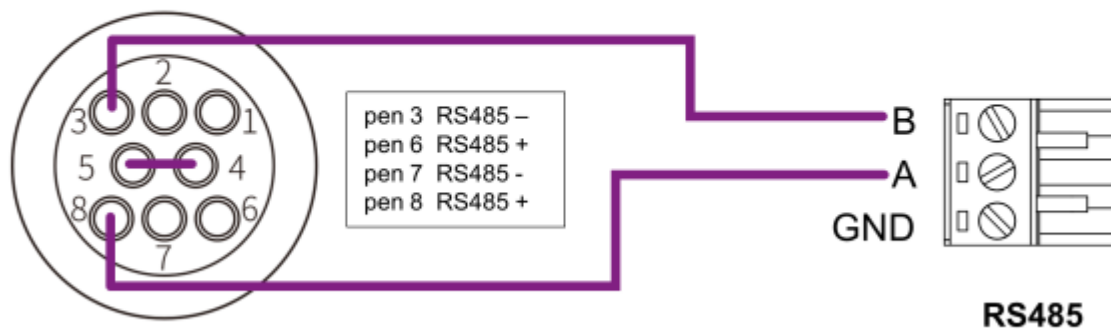 2
3
1
5
4
8
6
7
pen 3 RS485 –
pen 6 RS485 +
pen 7 RS485 -
pen 8 RS485 +
B
A
GND
RS485